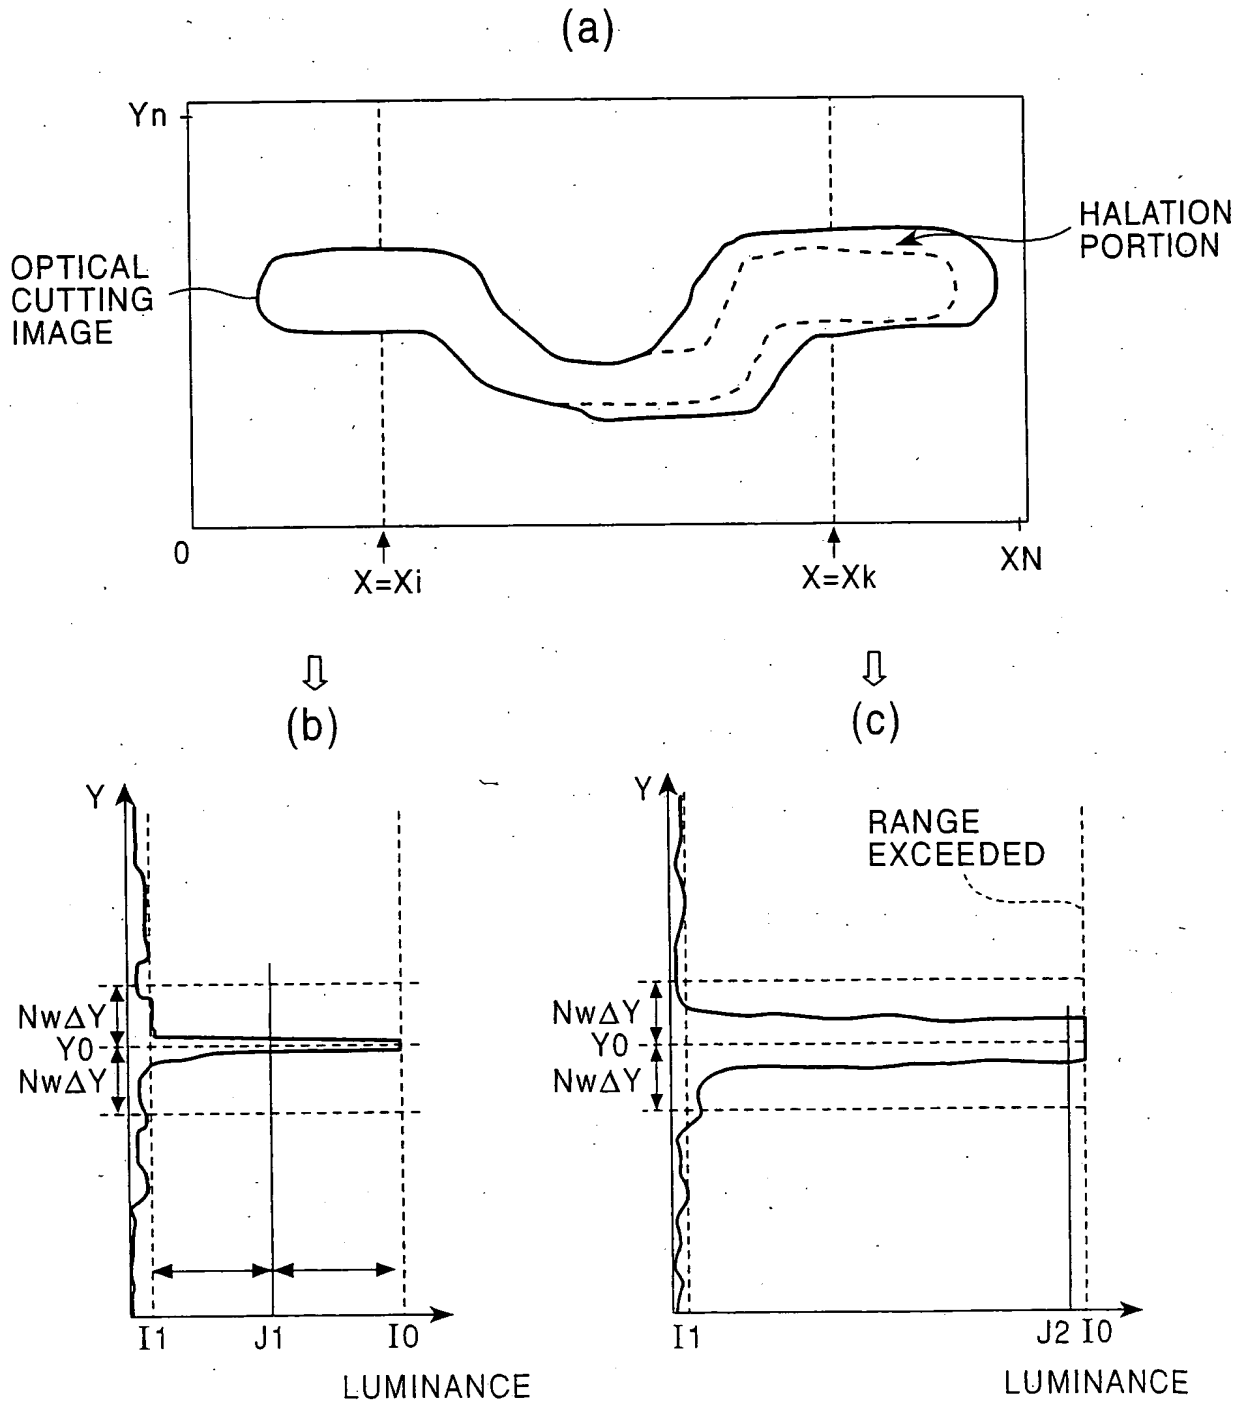 (a)
Yn
HALATION
PORTION
OPTICAL
CUTTING
IMAGE
0
XN
X=Xi
X=Xk
(b)
(c)
Y
Y
RANGE
EXCEEDED
NwΔY
Y0
NwΔY
NwΔY
Y0
NwΔY
I1
J1
I0
I1
J2
I0
LUMINANCE
LUMINANCE